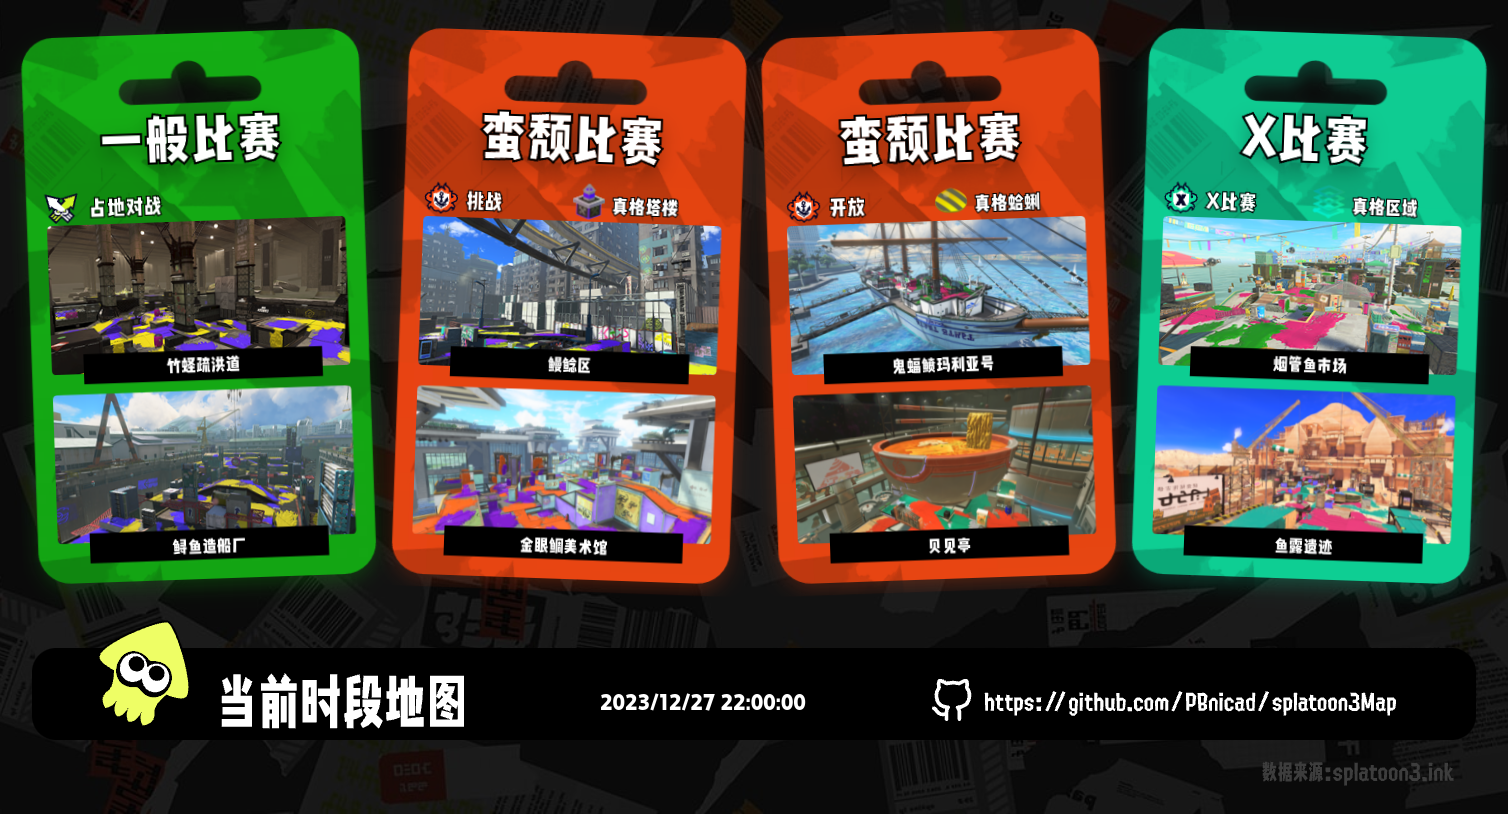 一般比赛
占地对战
竹蛏疏洪道
鲟鱼造船厂
蛮颓比赛
挑战
真格塔楼
鳗鲶区
金眼鲷美术馆
蛮颓比赛
开放
真格蛤蜊
鬼蝠鲼玛利亚号
贝见亭
X比赛
X比赛
真格区域
烟管鱼市场
鱼露遗迹
当前时段地图
2023/12/27 22:00:00
https://github.com/PBnicad/splatoon3Map
数据来源:splatoon3.ink